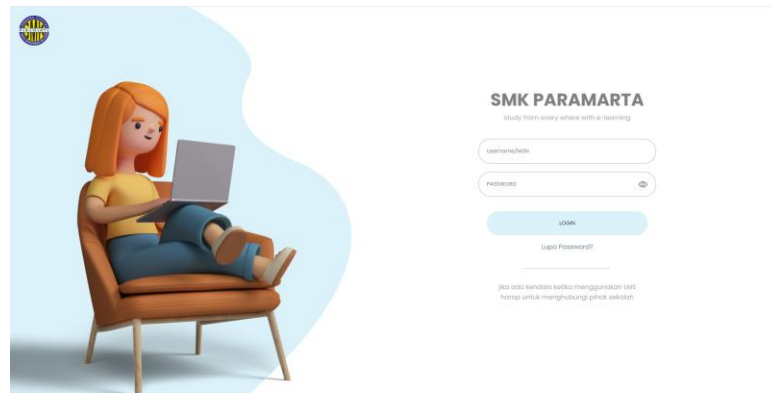 SMK PARAMARTA
study from every where with e-learning
Username/NISN
PASSWORD
LOGIN
Lupa Password?
jika ada kendala ketika menggunakan LMS
harap untuk menghubungi pihak sekolah